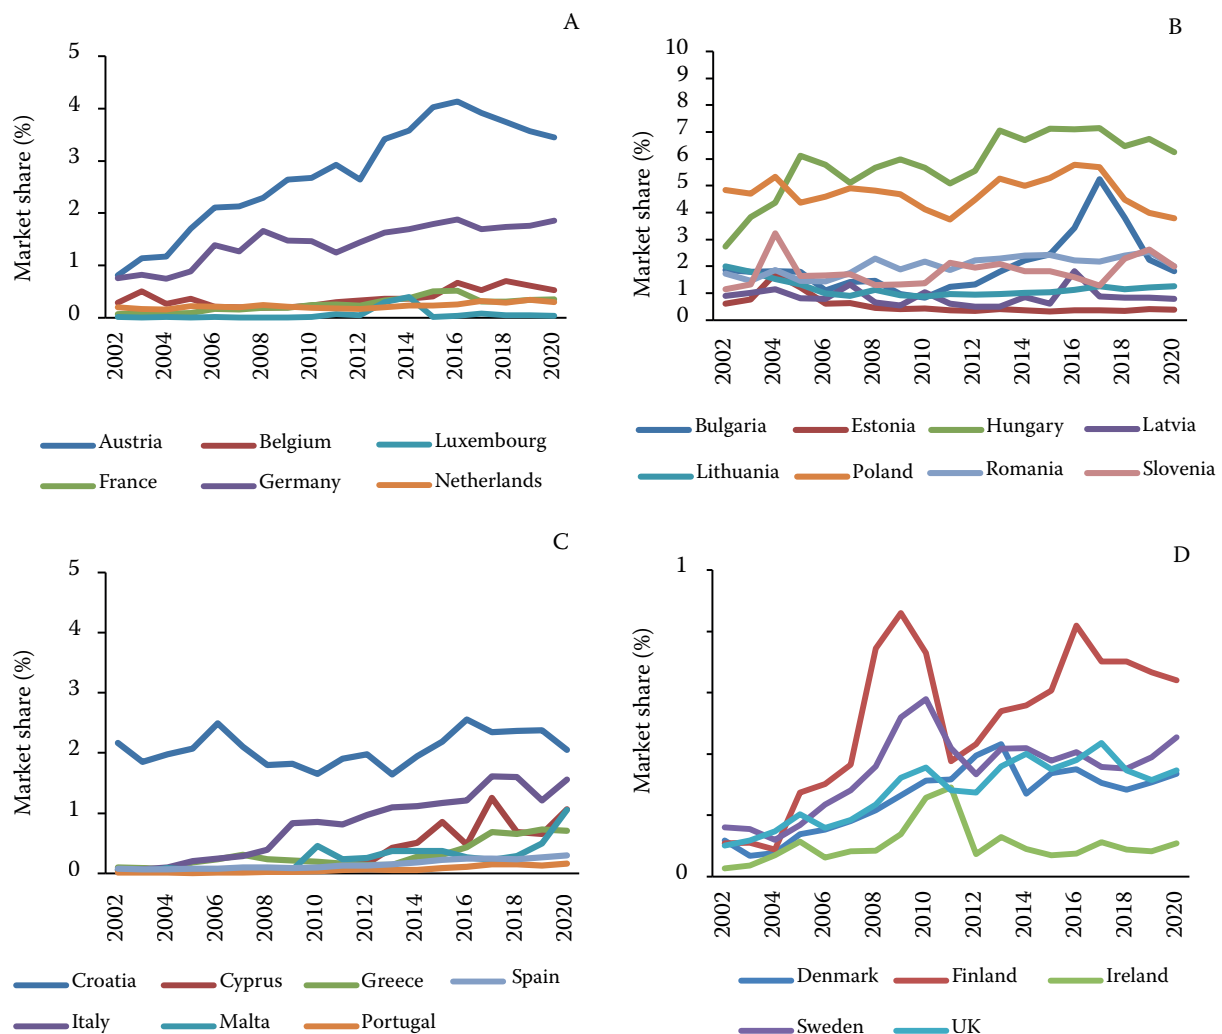 A
Market share (%)
5
4
3
2
1
0
2002 2004 2006 2008 2010 2012 2014 2016 2018 2020
Austria Belgium Luxembourg
France Germany Netherlands
B
Market share (%)
10
9
8
7
6
5
4
3
2
1
0
2002 2004 2006 2008 2010 2012 2014 2016 2018 2020
Bulgaria Estonia Hungary Latvia
Lithuania Poland Romania Slovenia
C
Market share (%)
5
4
3
2
1
0
2002 2004 2006 2008 2010 2012 2014 2016 2018 2020
Croatia Cyprus Greece Spain
Italy Malta Portugal
D
Market share (%)
1
0
2002 2004 2006 2008 2010 2012 2014 2016 2018 2020
Denmark Finland Ireland
Sweden UK